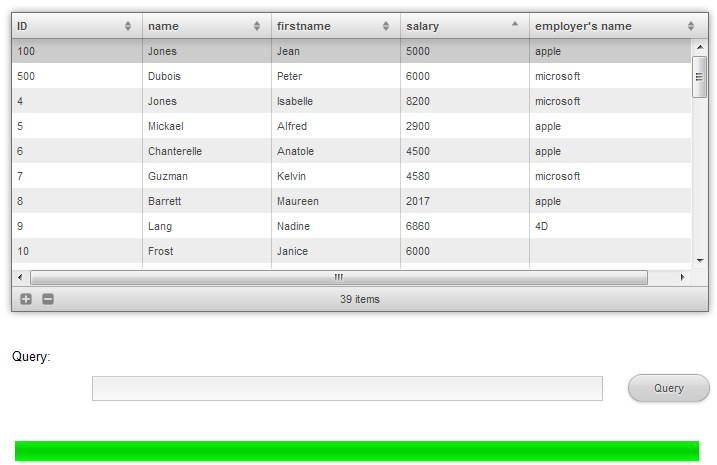 ID name firstname salary employer's name
100 Jones Jean 5000 apple
500 Dubois Peter 6000 microsoft
4 Jones Isabelle 8200 microsoft
5 Mickael Alfred 2900 apple
6 Chanterelle Anatole 4500 apple
7 Guzman Kelvin 4580 microsoft
8 Barrett Maureen 2017 apple
9 Lang Nadine 6860 4D
10 Frost Janice 6000
39 items
Query:
Query